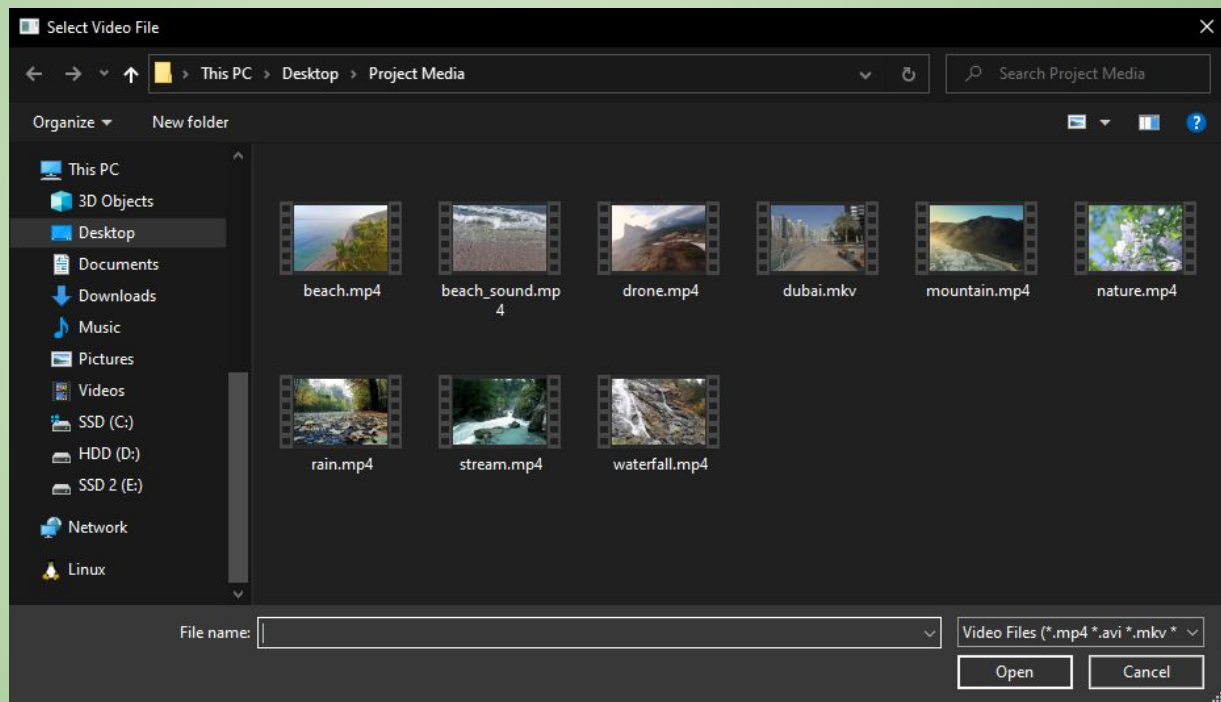 Select Video File
This PC > Desktop > Project Media
Search Project Media
Organize
New folder
This PC
3D Objects
Desktop
Documents
Downloads
Music
Pictures
Videos
SSD (C:)
HDD (D:)
SSD 2 (E:)
Network
Linux
beach.mp4
beach_sound.mp
4
drone.mp4
dubai.mkv
mountain.mp4
nature.mp4
rain.mp4
stream.mp4
waterfall.mp4
File name:
Video Files (*.mp4 *.avi *.mkv *
Open
Cancel